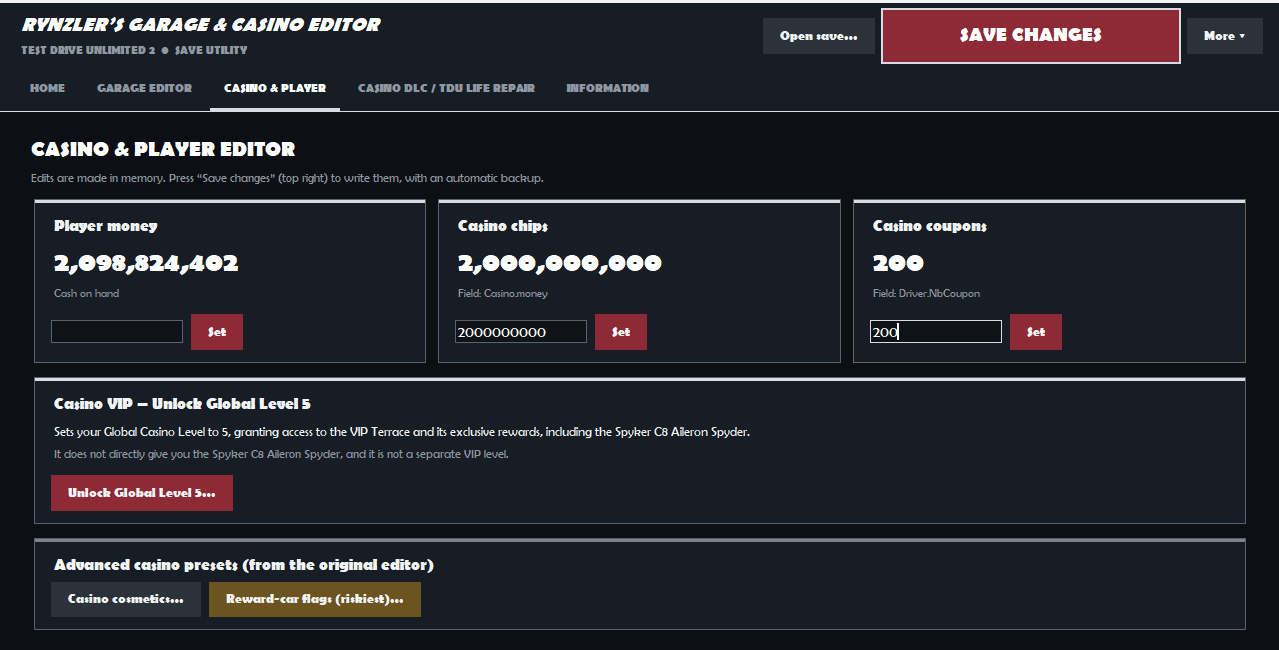 RYNZLER'S GARAGE & CASINO EDITOR
TEST DRIVE UNLIMITED 2 ● SAVE UTILITY
Open save...
SAVE CHANGES
More ▾
HOME
GARAGE EDITOR
CASINO & PLAYER
CASINO DLC / TDU LIFE REPAIR
INFORMATION
CASINO & PLAYER EDITOR
Edits are made in memory. Press "Save changes" (top right) to write them, with an automatic backup.
Player money
2,098,824,402
Cash on hand
Set
Casino chips
2,000,000,000
Field: Casino.money
2000000000
Set
Casino coupons
200
Field: Driver.NbCoupon
200
Set
Casino VIP – Unlock Global Level 5
Sets your Global Casino Level to 5, granting access to the VIP Terrace and its exclusive rewards, including the Spyker C8 Aileron Spyder.
It does not directly give you the Spyker C8 Aileron Spyder, and it is not a separate VIP level.
Unlock Global Level 5...
Advanced casino presets (from the original editor)
Casino cosmetics...
Reward-car flags (riskiest)...